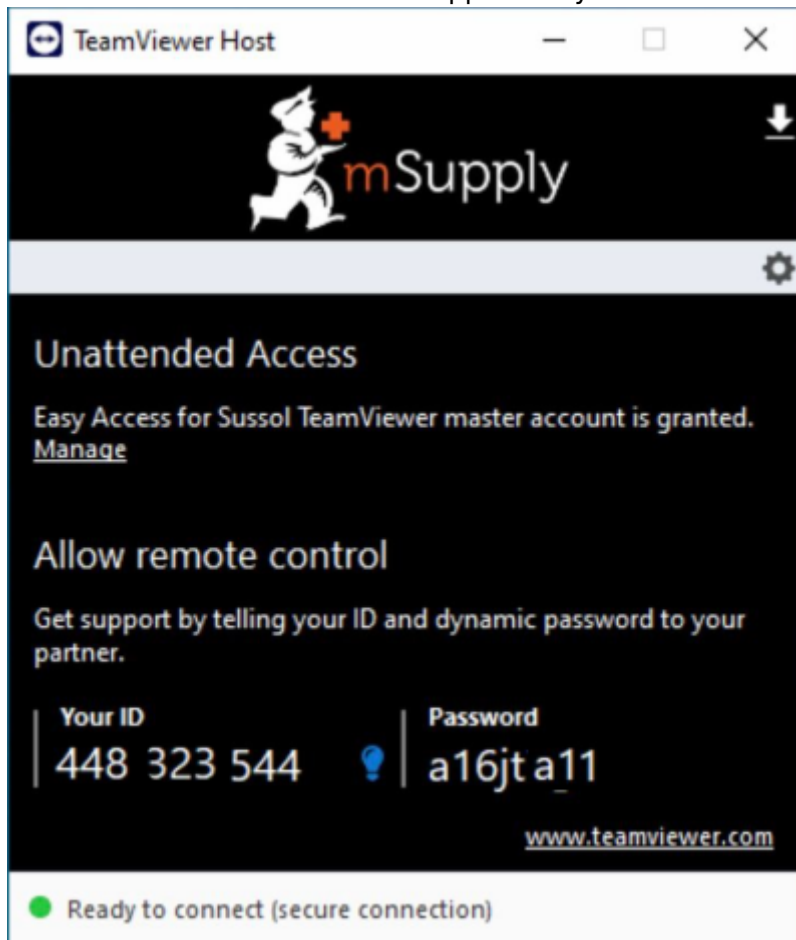 TeamViewer Host
mSupply
Unattended Access
Easy Access for Sussol TeamViewer master account is granted.
Manage
Allow remote control
Get support by telling your ID and dynamic password to your
partner.
Your ID
448 323 544
Password
a16jt a11
www.teamviewer.com
Ready to connect (secure connection)